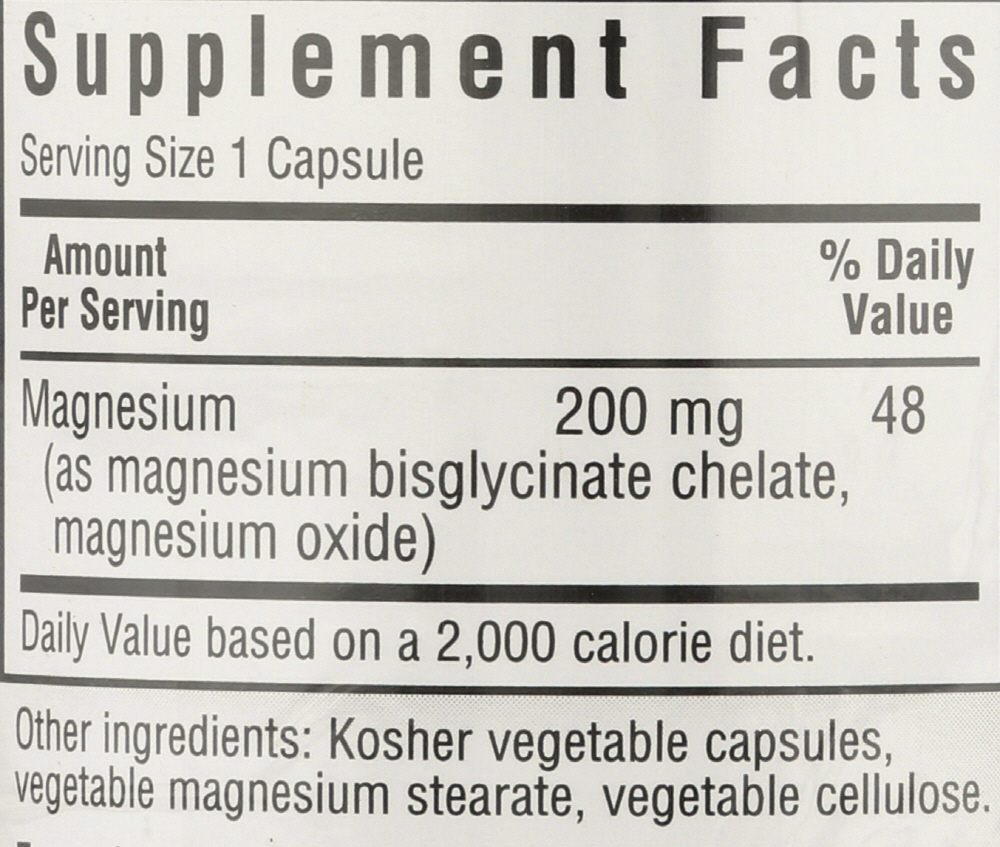 Supplement Facts
Serving Size 1 Capsule
Amount % Daily
Per Serving Value
Magnesium 200 mg 48
(as magnesium bisglycinate chelate,
magnesium oxide)
Daily Value based on a 2,000 calorie diet.
Other ingredients: Kosher vegetable capsules,
vegetable magnesium stearate, vegetable cellulose.